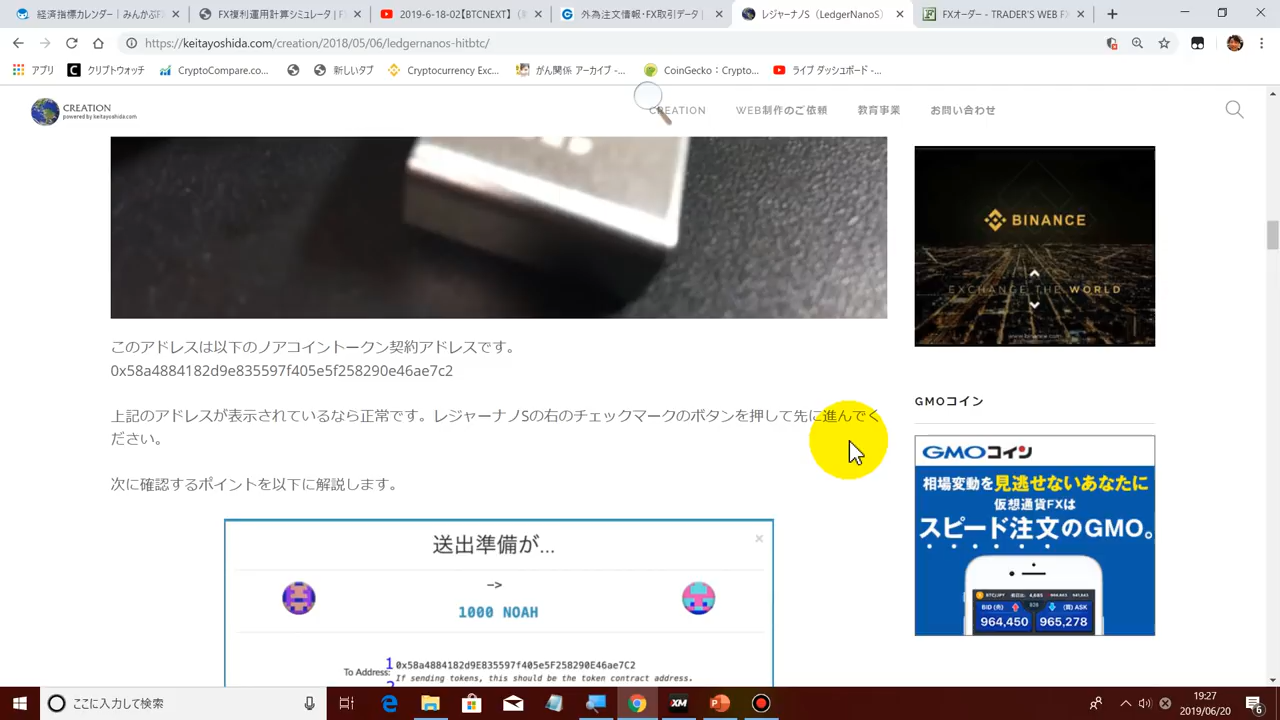 経済指標カレンダー - みんかぶFX
FX複利運用計算シミュレータ | F
2019-6-18-02【BTCNEXT】
外為注文情報・FX取引データ
レジャーナノS（LedgerNanoS）
FXオーダー - TRADER'S WEB FX
https://keitayoshida.com/creation/2018/05/06/ledgernanos-hitbtc/
アプリ クリプトウォッチ CryptoCompare.co... 新しいタブ Cryptocurrency Exc... がん関係 アーカイブ -... CoinGecko：Crypto... ライブ ダッシュボード -...
CREATION
powered by keitayoshida.com
CREATION WEB制作のご依頼 教育事業 お問い合わせ
BINANCE
EXCHANGE THE WORLD
www.binance.com
このアドレスは以下のノアコイントークン契約アドレスです。
0x58a4884182d9e835597f405e5f258290e46ae7c2
GMOコイン
上記のアドレスが表示されているなら正常です。レジャーナノSの右のチェックマークのボタンを押して先に進んでく
ださい。
次に確認するポイントを以下に解説します。
GMOコイン
相場変動を見逃せないあなたに
仮想通貨FXは
スピード注文のGMO。
BID (売) ASK (買)
964,450 965,278
送出準備が...
–>
1000 NOAH
To Address: 1 0x58a4884182d9E835597f405e5F258290E46ae7C2
If sending tokens, this should be the token contract address.
ここに入力して検索
19:27
2019/06/20
6